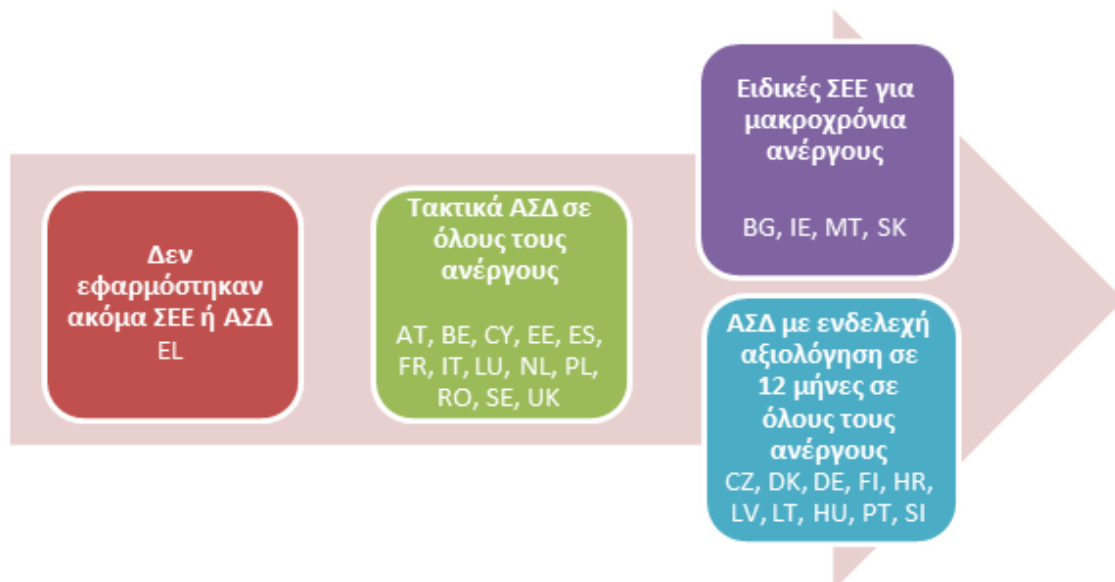 Δεν
εφαρμόστηκαν
ακόμα ΣΕΕ ή ΑΣΔ
EL
Τακτικά ΑΣΔ σε
όλους τους
ανέργους
AT, BE, CY, EE, ES,
FR, IT, LU, NL, PL,
RO, SE, UK
Ειδικές ΣΕΕ για
μακροχρόνια
ανέργους
BG, IE, MT, SK
ΑΣΔ με ενδελεχή
αξιολόγηση σε
12 μήνες σε
όλους τους
ανέργους
CZ, DK, DE, FI, HR,
LV, LT, HU, PT, SI